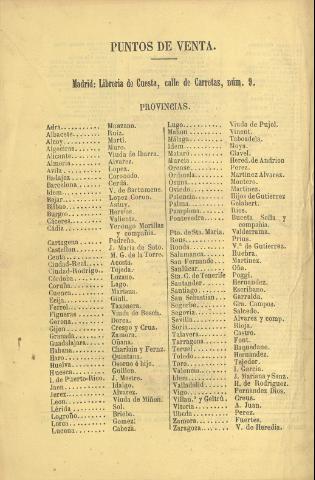 PUNTOS DE VENTA.
Madrid: Libreria de Cuesta, calle de Carretas, núm. 9.
PROVINCIAS.
Adra.......... Manzano.
Albacete........ Ruiz.
Alcoy.......... Martí.
Algeciras....... Muro.
Alicante........ Viuda de Ibarra.
Almería........ Alvarez.
Avila.......... Lopez.
Badajoz........ Coronado.
Barcelona....... Cerdá.
Idem.......... V. de Bartumeus.
Bejar.......... Lopez Coron.
Bilbao......... Astuy.
Burgos......... Hervias.
Cáceres........ Valiente.
Cádiz.......... Verdugo Morillas
y compañía.
Cartagena....... Pedreño.
Castellon....... J. María de Soto.
Ceuta.......... M. G. de la Torre.
Ciudad-Real..... Acosta.
Ciudad-Rodrigo.. Tejeda.
Córdoba........ Lozano.
Coruña......... Lago.
Cuenca......... Mariana.
Ecija.......... Giuli.
Ferrol......... Taxonera.
Figueras....... Viuda de Bosch.
Gerona......... Dorca.
Gijon.......... Crespo y Cruz.
Granada........ Zamora.
Guadalajara..... Oñana.
Habana......... Charlain y Fernz.
Haro.......... Quintana.
Huelva......... Osorno é hijo.
Huesca......... Guillen.
I. de Puerto-Rico. J. Mestre.
Jaen.......... Idalgo.
Jerez.......... Alvarez.
Leon.......... Viuda de Miñon.
Lérida......... Sol.
Logroño........ Brieba.
Lorca.......... Gomez.
Lucena......... Cabeza.
Lugo.......... Viuda de Pujol.
Mahon......... Vinent.
Málaga........ Taboadela.
Idem.......... Moya.
Mataró......... Clavel.
Murcia......... Hered. de Andrion
Orense......... Perez.
Orihuela....... Martinez Alvarez.
Osuna......... Montero.
Oviedo......... Martinez.
Palencia....... Hijos de Gutierrez
Palma......... Gelabert.
Pamplona....... Rios.
Pontevedra..... Buceta Solla y
compañía.
Pto. de Sta. María. Valderrama.
Reus.......... Prius.
Ronda......... V.ª de Gutierrez.
Salamanca...... Huebra.
San Fernando.... Martinez.
Sanlúcar....... Oña.
Sta. C. de Tenerife Poggi.
Santander...... Hernandez.
Santiago....... Escribano.
San Sebastian... Garralda.
Segorbe........ Gra. Campos.
Segovia........ Salcedo.
Sevilla........ Alvarez y comp.
Soria.......... Rioja.
Talavera....... Castro.
Tarragona...... Font.
Teruel......... Baquedano.
Toledo......... Hernandez.
Toro.......... Tejedor.
Valencia....... I. García.
Idem.......... J. Mariana y Sanz.
Valladolid...... H. de Rodriguez.
Vigo.......... Fernandez Dios.
Villan.ª y Geltrú. Creus.
Vitoria........ A. Juan.
Ubeda......... Perez.
Zamora........ Fuertes.
Zaragoza....... V. de Heredia.